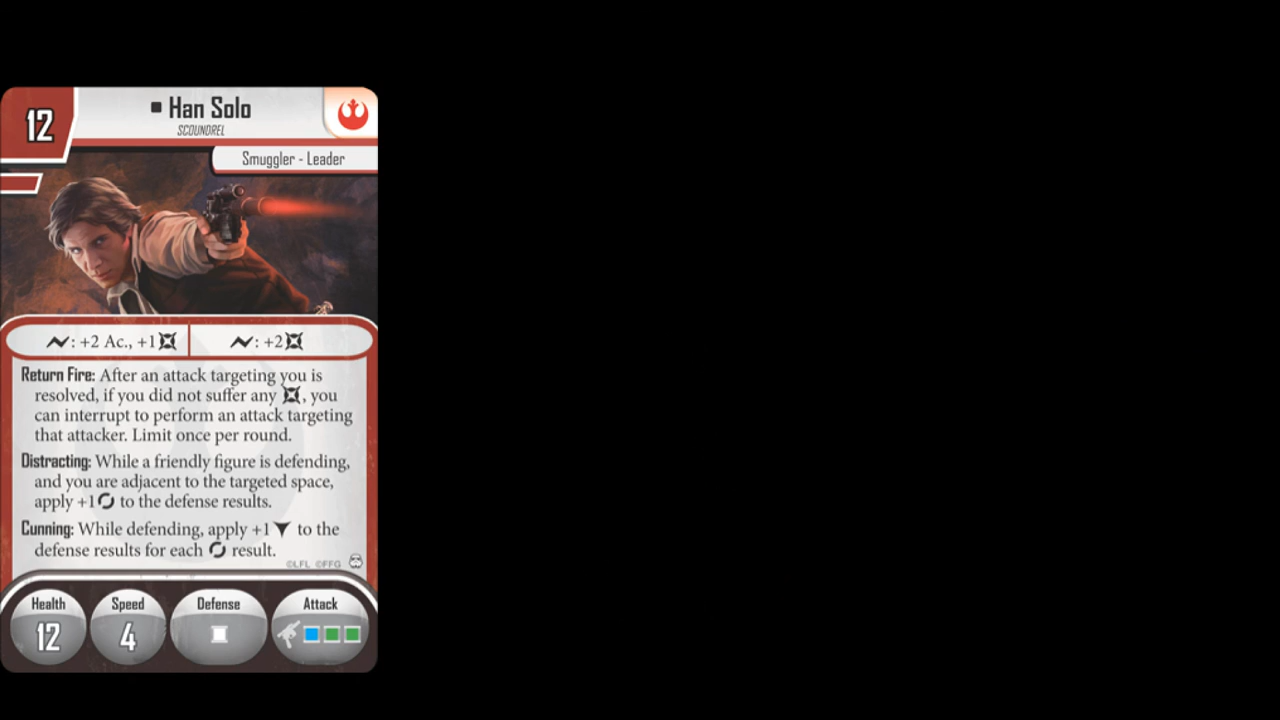 12
Han Solo
SCOUNDREL
Smuggler - Leader
: +2 Ac., +1
: +2
Return Fire: After an attack targeting you is
resolved, if you did not suffer any , you
can interrupt to perform an attack targeting
that attacker. Limit once per round.
Distracting: While a friendly figure is defending,
and you are adjacent to the targeted space,
apply +1 to the defense results.
Cunning: While defending, apply +1 to the
defense results for each result.
©LFL ©FFG
Health
12
Speed
4
Defense
Attack